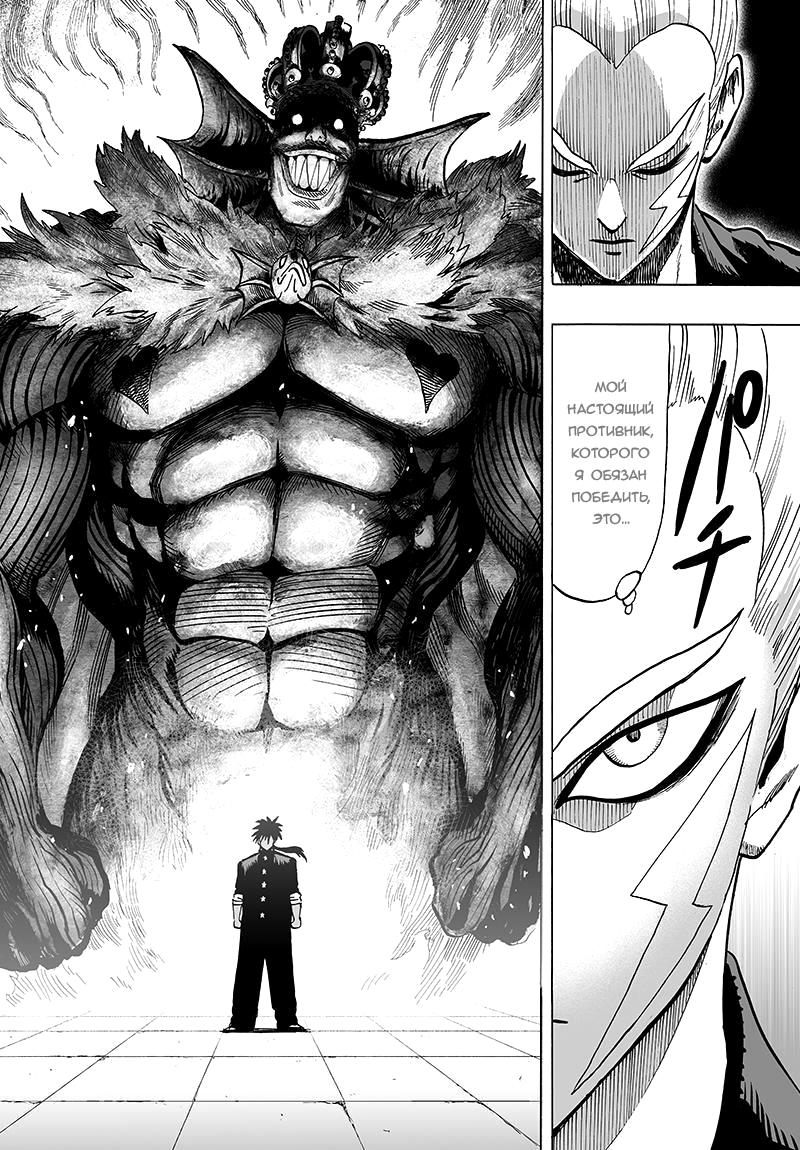 МОЙ
НАСТОЯЩИЙ
ПРОТИВНИК,
КОТОРОГО
Я ОБЯЗАН
ПОБЕДИТЬ,
ЭТО...
パチ